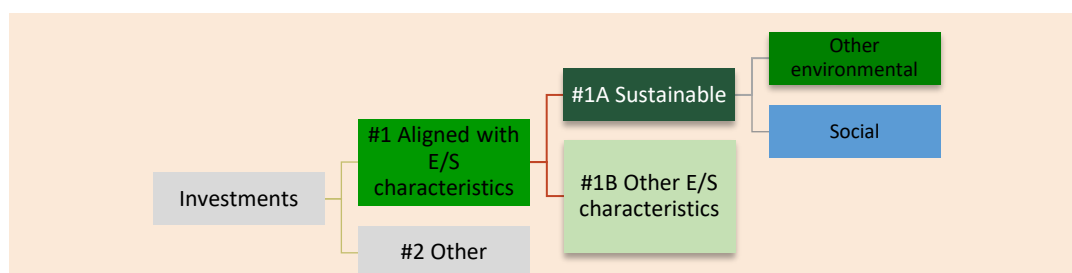 Other
environmental
#1A Sustainable
Social
#1 Aligned with
E/S
characteristics
#1B Other E/S
characteristics
Investments
#2 Other